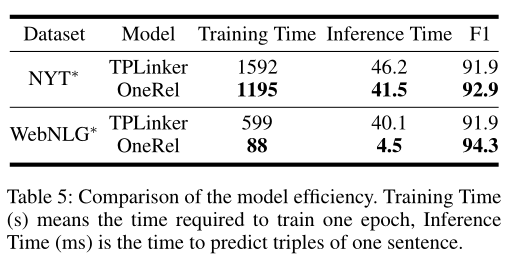 Dataset Model Training Time Inference Time F1
NYT* TPLinker 1592 46.2 91.9
OneRel 1195 41.5 92.9
WebNLG* TPLinker 599 40.1 91.9
OneRel 88 4.5 94.3
Table 5: Comparison of the model efficiency. Training Time
(s) means the time required to train one epoch, Inference
Time (ms) is the time to predict triples of one sentence.